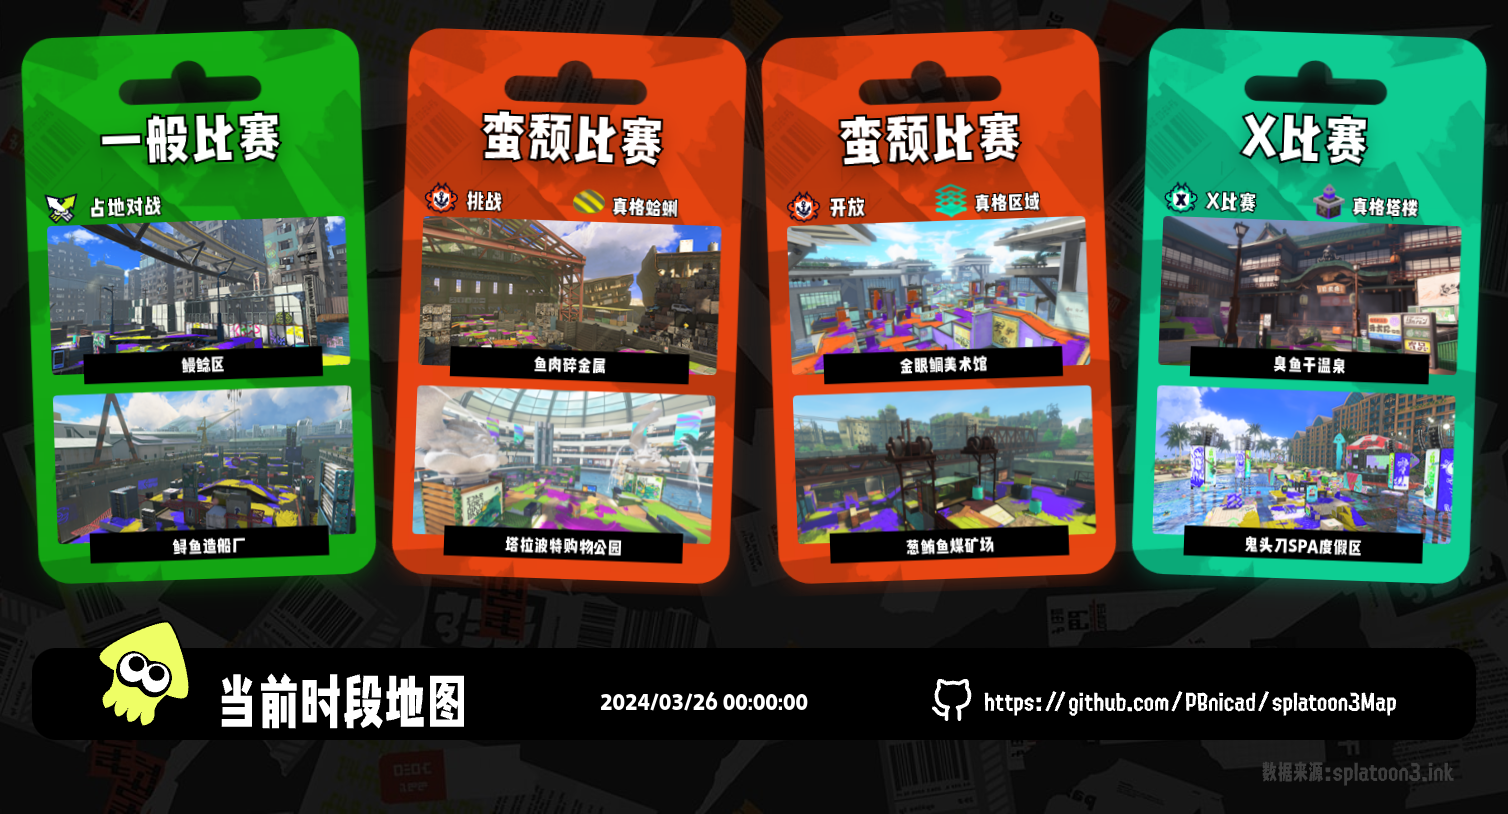 一般比赛
占地对战
鳗鲶区
鲟鱼造船厂
蛮颓比赛
挑战
真格蛤蜊
鱼肉碎金属
塔拉波特购物公园
蛮颓比赛
开放
真格区域
金眼鲷美术馆
葱鲔鱼煤矿场
X比赛
X比赛
真格塔楼
臭鱼干温泉
鬼头刀SPA度假区
当前时段地图
2024/03/26 00:00:00
https://github.com/PBnicad/splatoon3Map
数据来源:splatoon3.ink